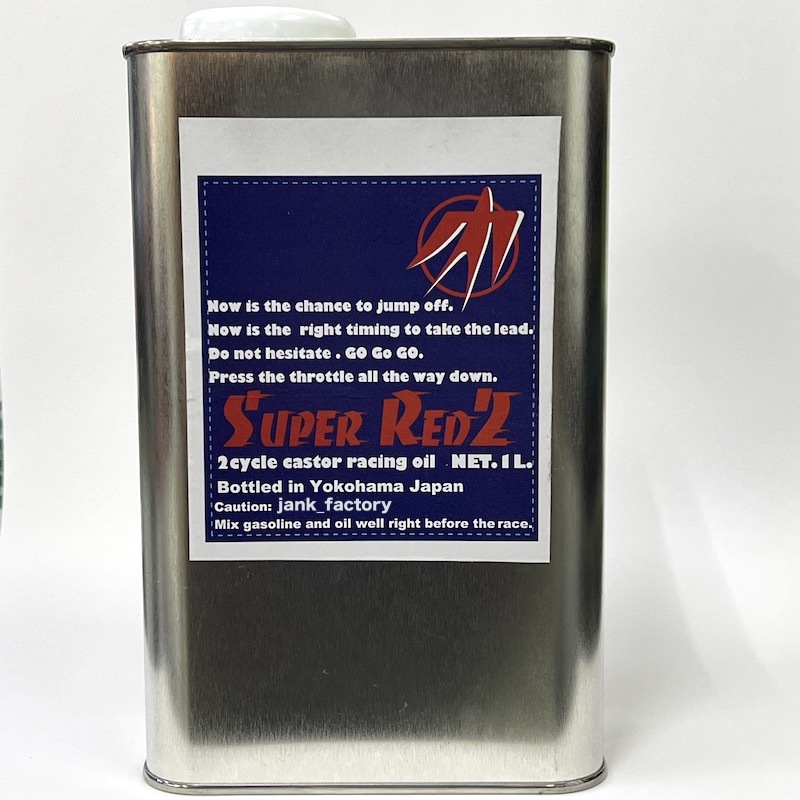 Now is the chance to jump off.
Now is the right timing to take the lead.
Do not hesitate . GO Go GO.
Press the throttle all the way down.
SUPER RED'2
2cycle castor racing oil NET. 1 L.
Bottled in Yokohama Japan
Caution: jank_factory
Mix gasoline and oil well right before the race.